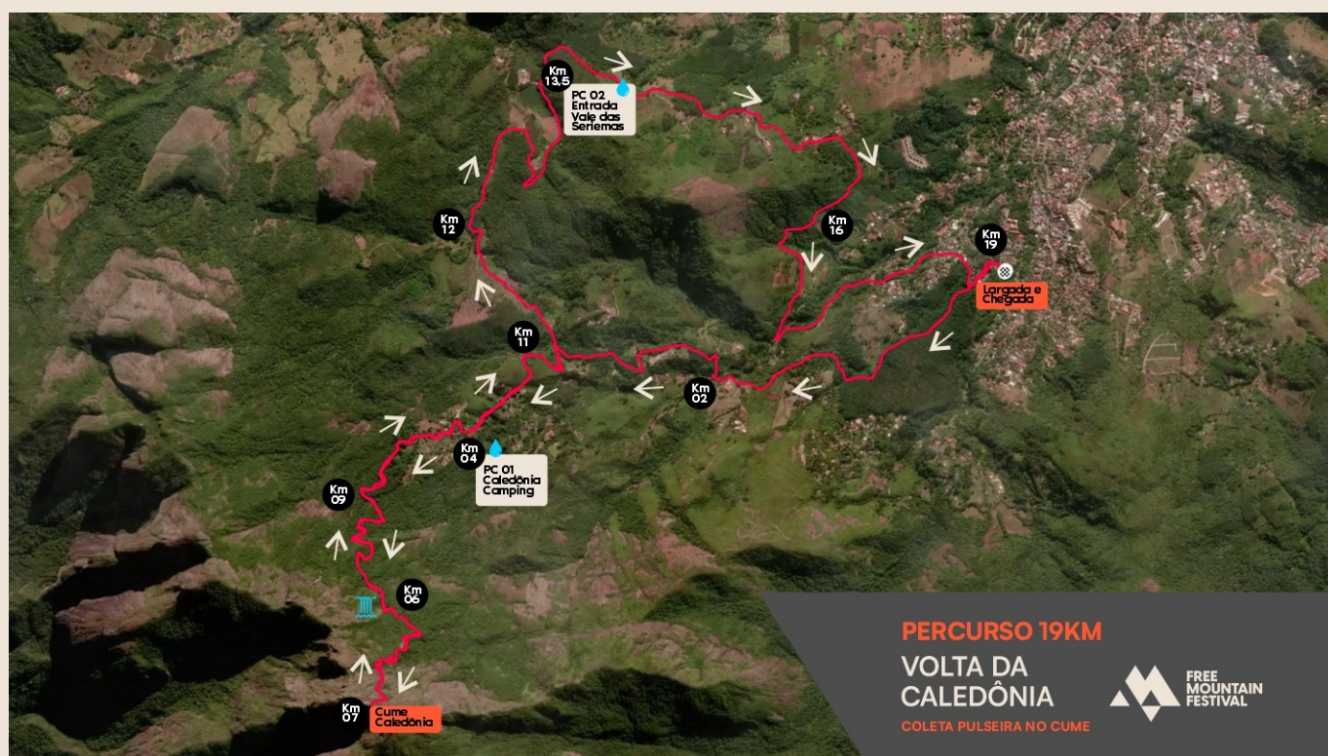 Km
13,5
PC 02
Entrada
Vale das
Seriemas
Km
12
Km
16
Km
19
Largada e
Chegada
Km
11
Km
02
Km
04
PC 01
Caledônia
Camping
Km
09
Km
06
Km
07
Cume
Caledônia
PERCURSO 19KM
VOLTA DA
CALEDÔNIA
COLETA PULSEIRA NO CUME
FREE
MOUNTAIN
FESTIVAL